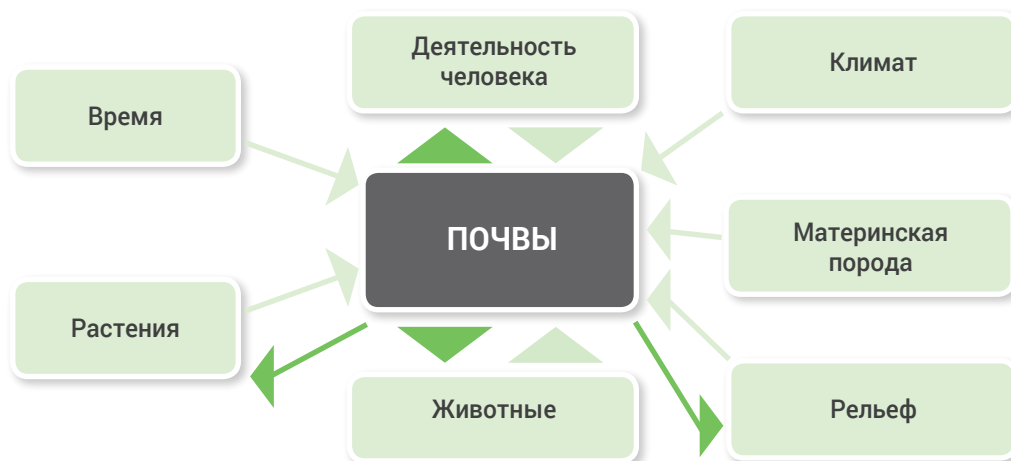 Деятельность
человека
Климат
Время
ПОЧВЫ
Материнская
порода
Растения
Животные
Рельеф